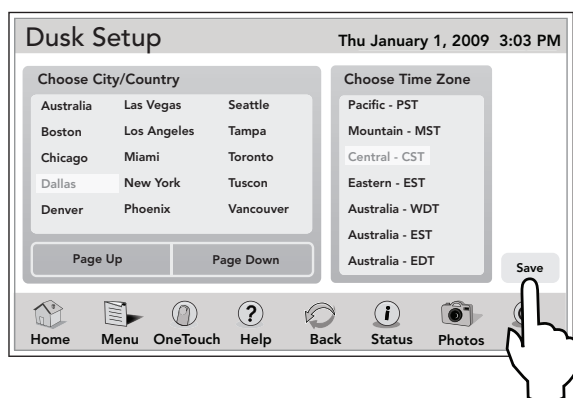 Dusk Setup
Thu January 1, 2009 3:03 PM
Choose City/Country
Australia Las Vegas Seattle
Boston Los Angeles Tampa
Chicago Miami Toronto
Dallas New York Tuscon
Denver Phoenix Vancouver
Page Up Page Down
Choose Time Zone
Pacific - PST
Mountain - MST
Central - CST
Eastern - EST
Australia - WDT
Australia - EST
Australia - EDT
Save
Home Menu OneTouch Help Back Status Photos